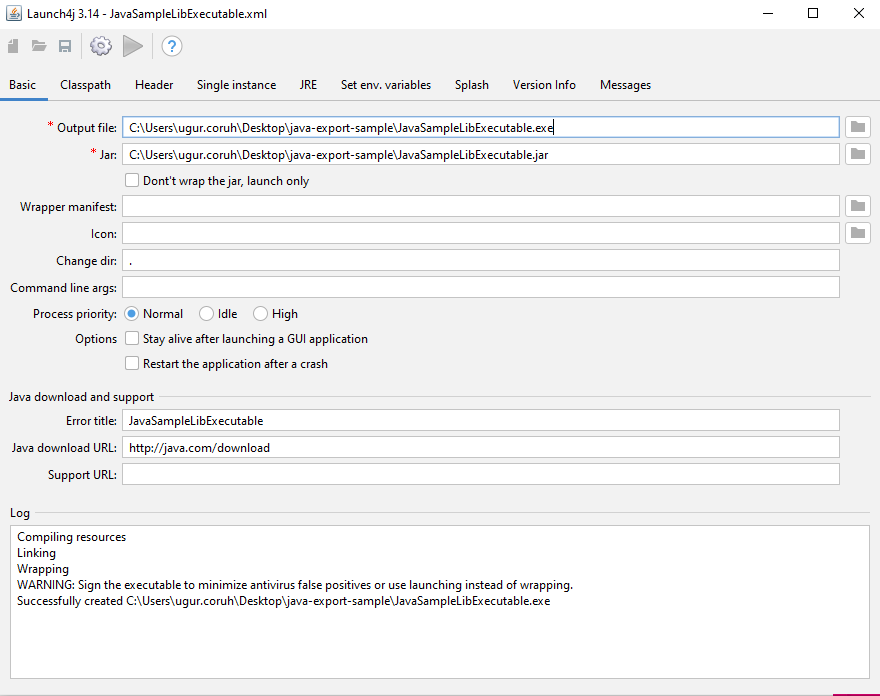 Launch4j 3.14 - JavaSampleLibExecutable.xml
?
Basic Classpath Header Single instance JRE Set env. variables Splash Version Info Messages
* Output file: C:\Users\ugur.coruh\Desktop\java-export-sample\JavaSampleLibExecutable.exe
* Jar: C:\Users\ugur.coruh\Desktop\java-export-sample\JavaSampleLibExecutable.jar
Don't wrap the jar, launch only
Wrapper manifest:
Icon:
Change dir: .
Command line args:
Process priority: Normal Idle High
Options Stay alive after launching a GUI application
Restart the application after a crash
Java download and support
Error title: JavaSampleLibExecutable
Java download URL: http://java.com/download
Support URL:
Log
Compiling resources
Linking
Wrapping
WARNING: Sign the executable to minimize antivirus false positives or use launching instead of wrapping.
Successfully created C:\Users\ugur.coruh\Desktop\java-export-sample\JavaSampleLibExecutable.exe